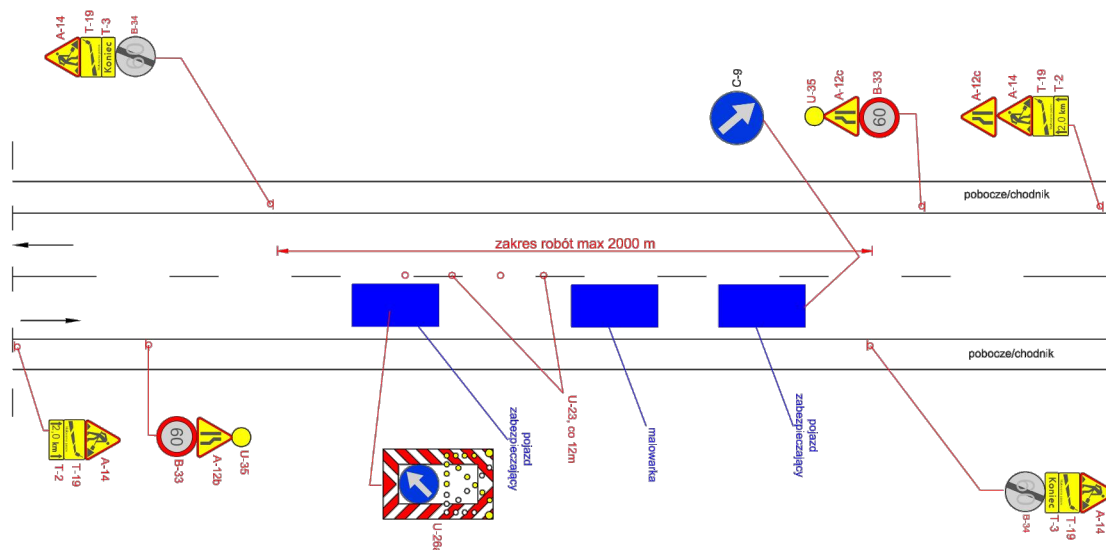 A-14
T-19
T-3
B-34
Koniec
60
C-9
U-35
A-12c
B-33
60
A-12c
A-14
T-19
T-2
2,0 km
pobocze/chodnik
zakres robót max 2000 m
pobocze/chodnik
2,0 km
T-2
T-19
A-14
60
B-33
A-12b
U-35
U-26a
pojazd
zabezpieczający
U-23, co 12m
malowarka
pojazd
zabezpieczający
60
B-34
Koniec
T-3
T-19
A-14